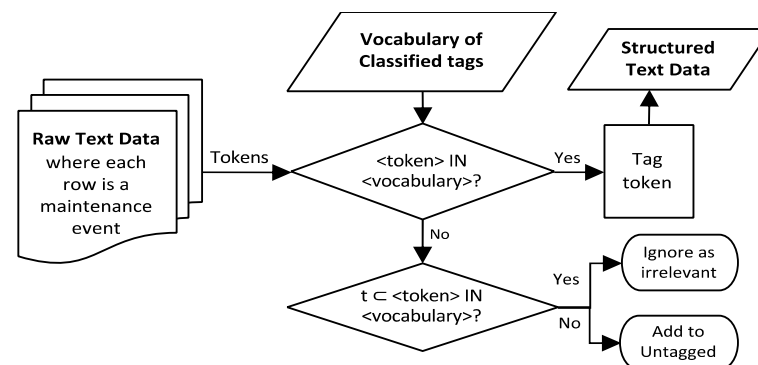 Vocabulary of
Classified tags
Structured
Text Data
Raw Text Data
where each
row is a
maintenance
event
Tokens
<token> IN
<vocabulary>?
Yes
Tag
token
No
t ⊂ <token> IN
<vocabulary>?
Yes
Ignore as
irrelevant
No
Add to
Untagged